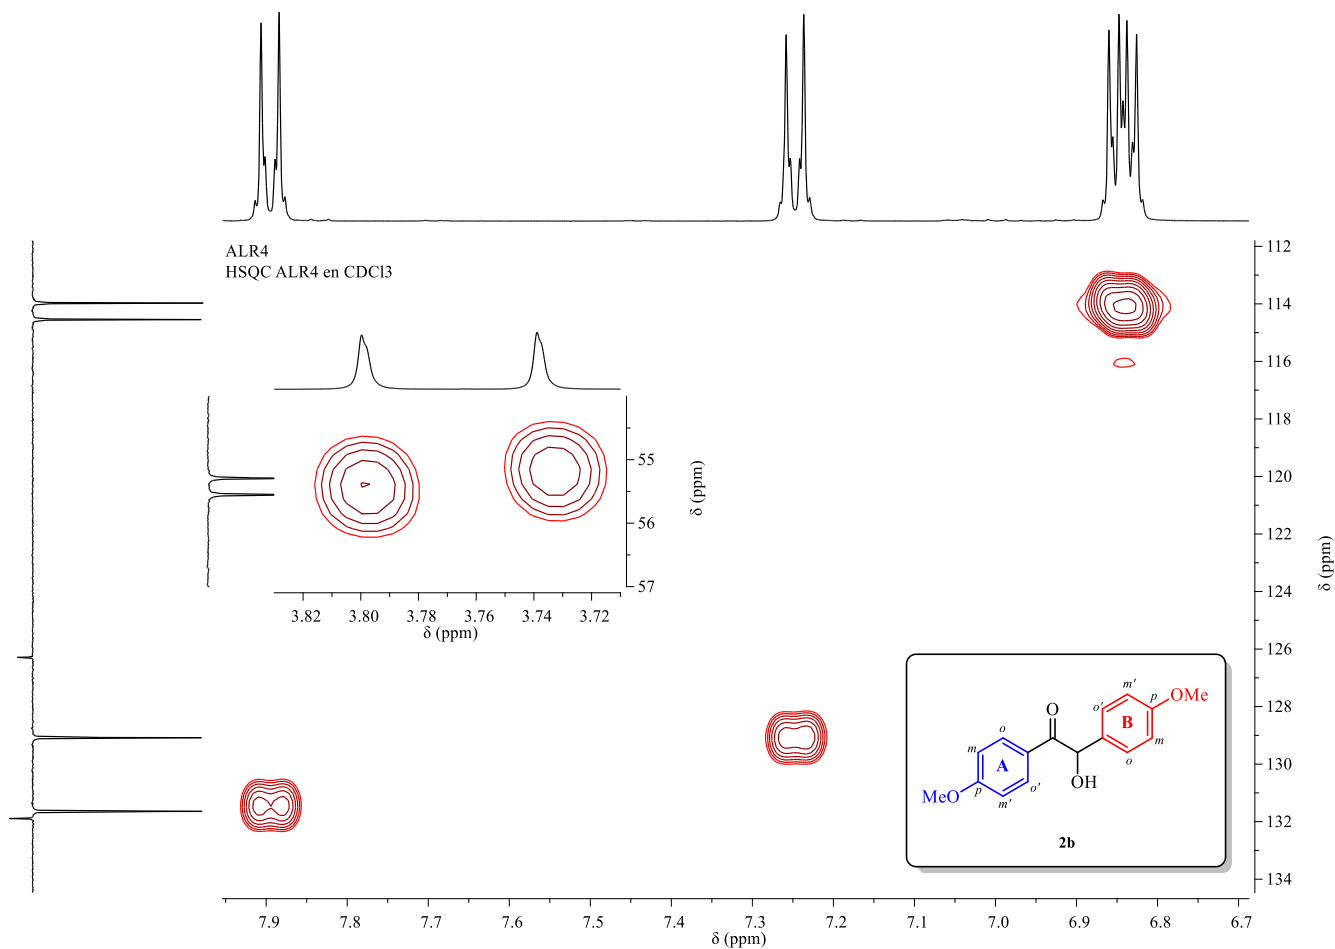 ALR4
HSQC ALR4 en CDCl3
112
114
116
118
120
122
124
126
128
130
132
134
δ (ppm)
55
56
57
δ (ppm)
3.82 3.80 3.78 3.76 3.74 3.72
δ (ppm)
m'
OMe
p
o'
O
B
o
m
m
A
o
OH
p
o'
MeO
m'
2b
7.9 7.8 7.7 7.6 7.5 7.4 7.3 7.2 7.1 7.0 6.9 6.8 6.7
δ (ppm)